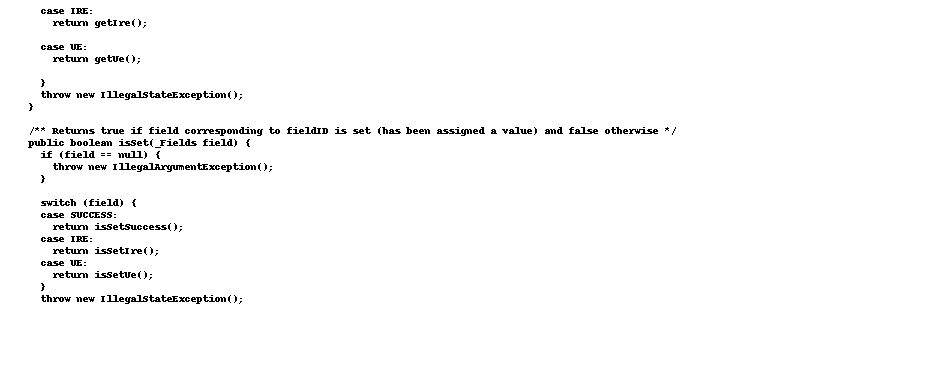 case IRE:
return getIre();
case UE:
return getUe();
}
throw new IllegalStateException();
}
/** Returns true if field corresponding to fieldID is set (has been assigned a value) and false otherwise */
public boolean isSet(_Fields field) {
if (field == null) {
throw new IllegalArgumentException();
}
switch (field) {
case SUCCESS:
return isSetSuccess();
case IRE:
return isSetIre();
case UE:
return isSetUe();
}
throw new IllegalStateException();